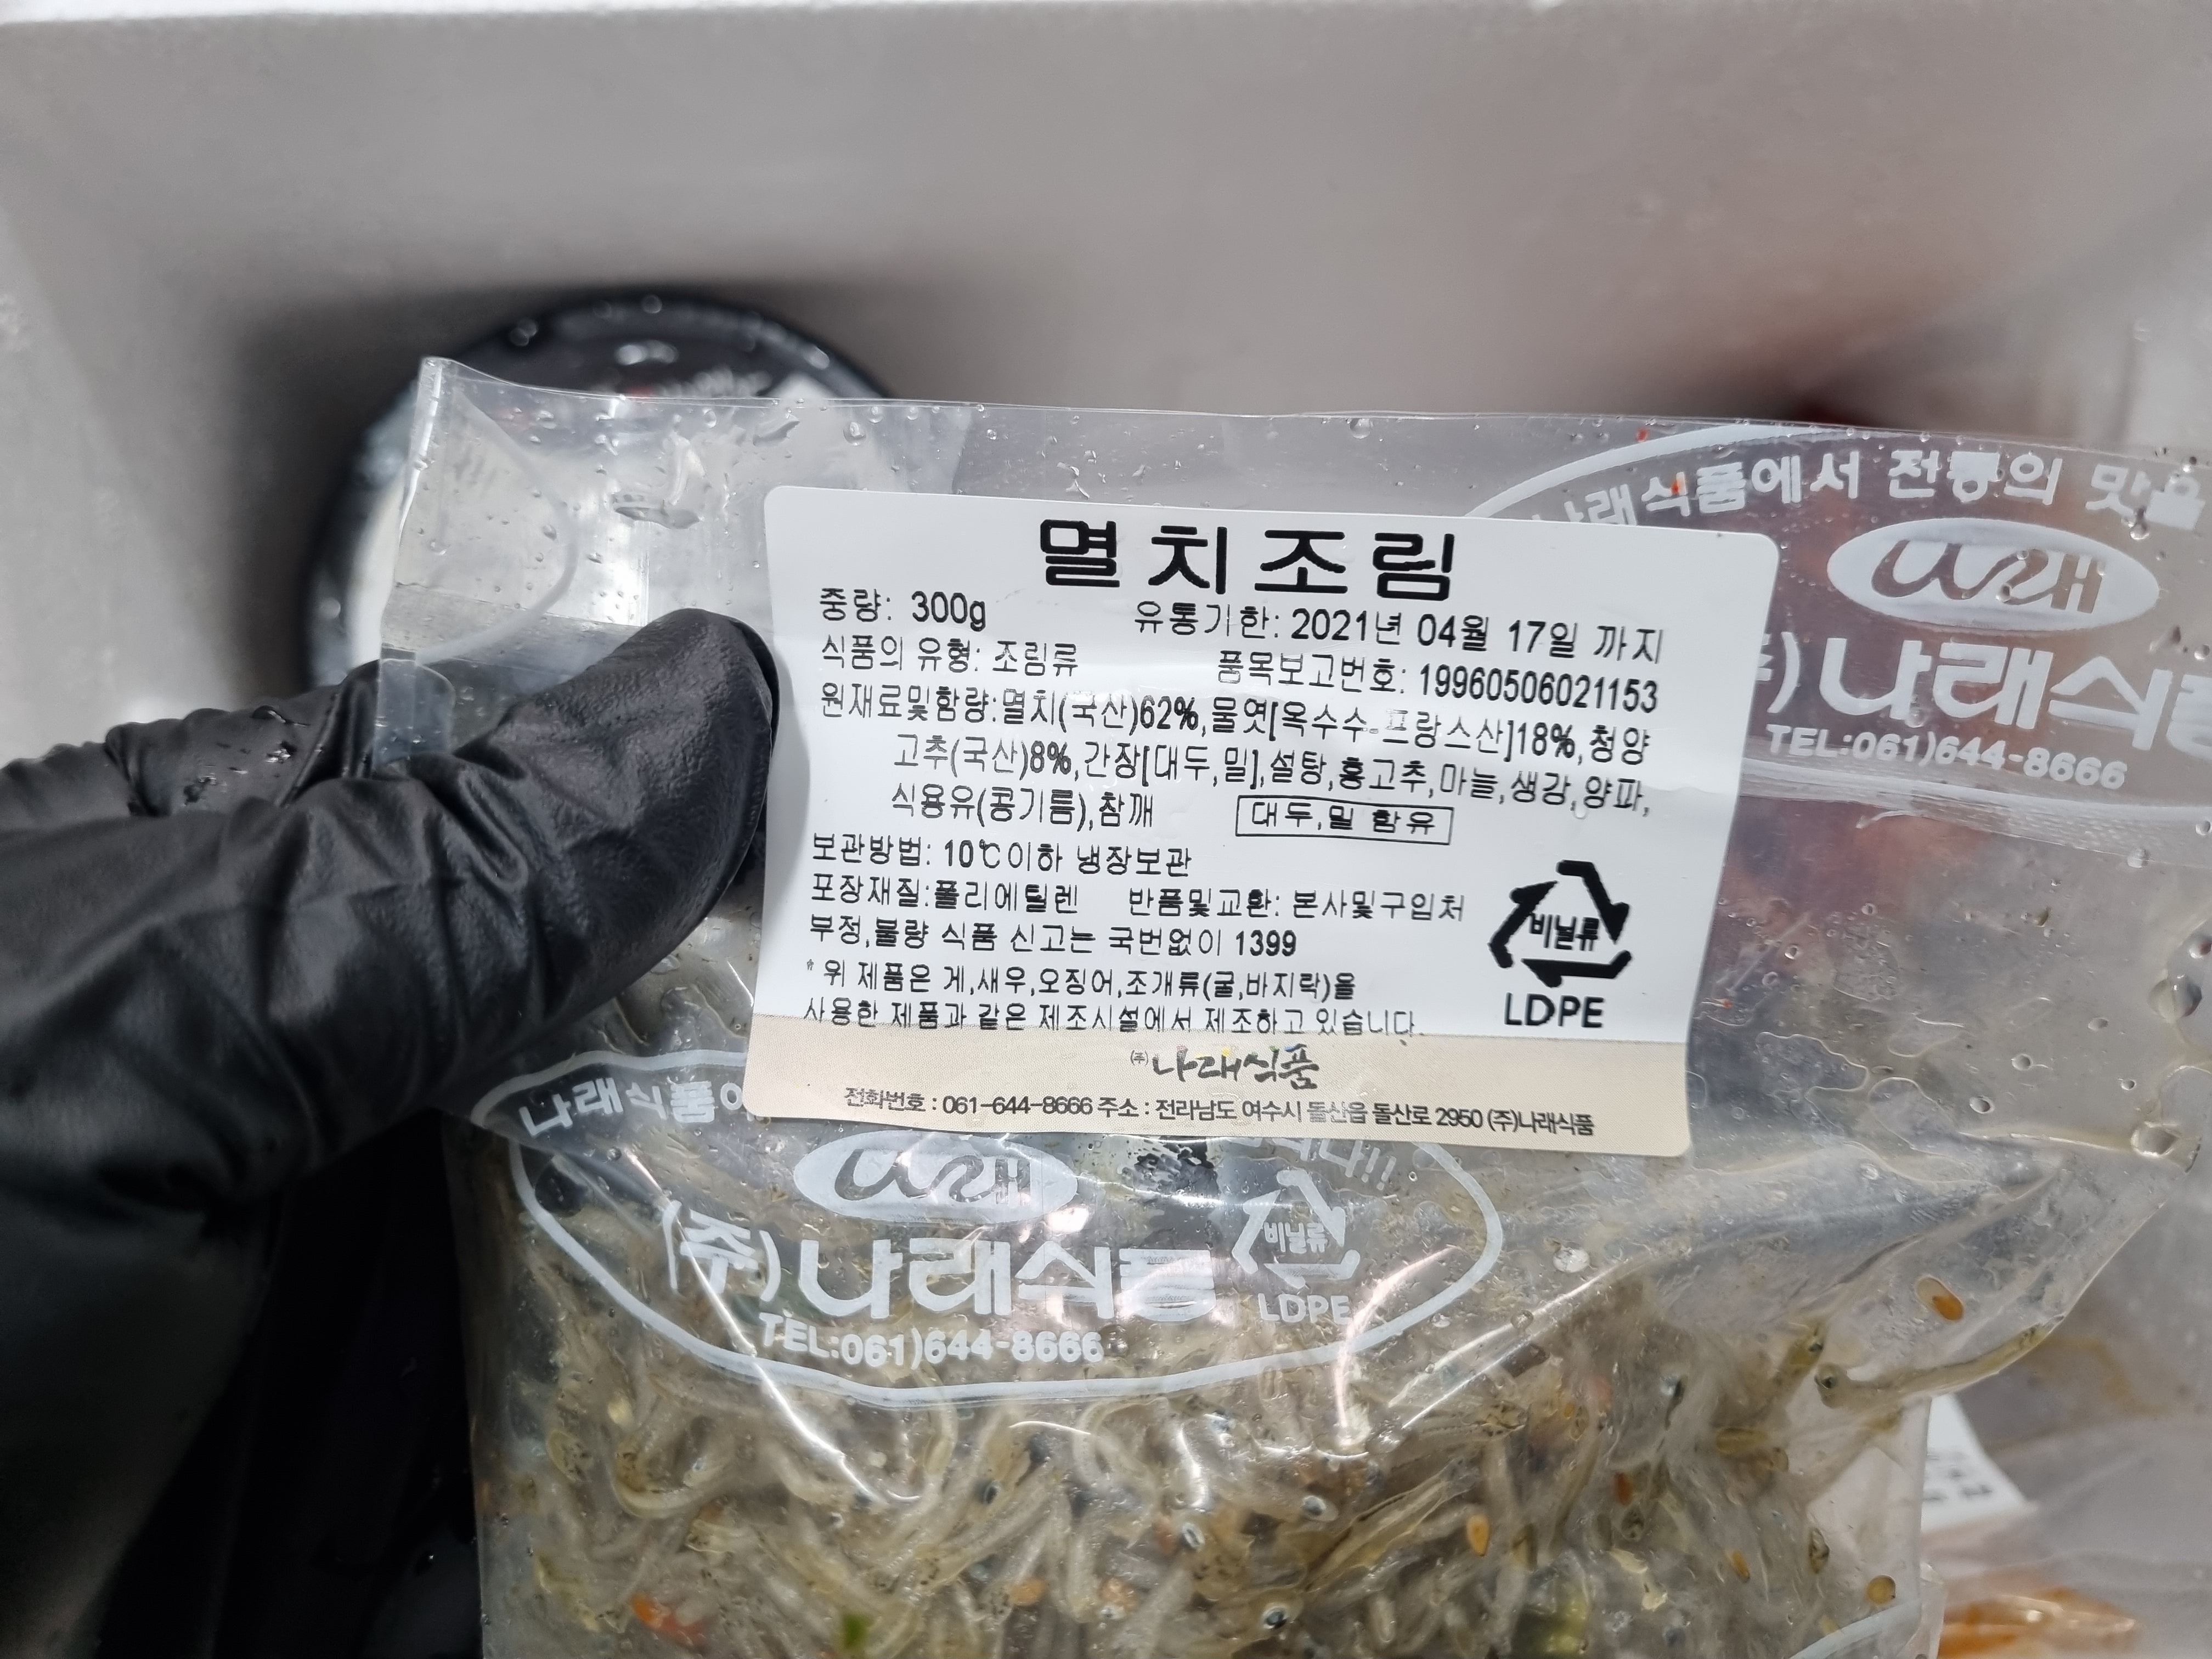 나래식품에서 전통의 맛을
나래
나래식
TEL:061)644-8666
멸치조림
중량: 300g 유통기한: 2021년 04월 17일 까지
식품의 유형: 조림류 품목보고번호: 19960506021153
원재료및함량:멸치(국산)62%,물엿[옥수수-프랑스산]18%,청양
고추(국산)8%,간장[대두,밀],설탕,홍고추,마늘,생강,양파,
식용유(콩기름),참깨 대두,밀 함유
보관방법: 10℃이하 냉장보관
포장재질:폴리에틸렌 반품및교환: 본사및구입처
부정,불량 식품 신고는 국번없이 1399
* 위 제품은 게,새우,오징어,조개류(굴,바지락)을
사용한 제품과 같은 제조시설에서 제조하고 있습니다.
비닐류
LDPE
(주)나래식품
전화번호 : 061-644-8666 주소 : 전라남도 여수시 돌산읍 돌산로 2950 (주)나래식품
나래식품에
나래
(주)나래식품
TEL:061)644-8666
비닐류
LDPE